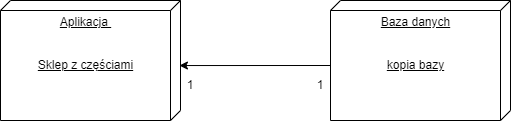 Aplikacja
Sklep z częściami
1
1
Baza danych
kopia bazy